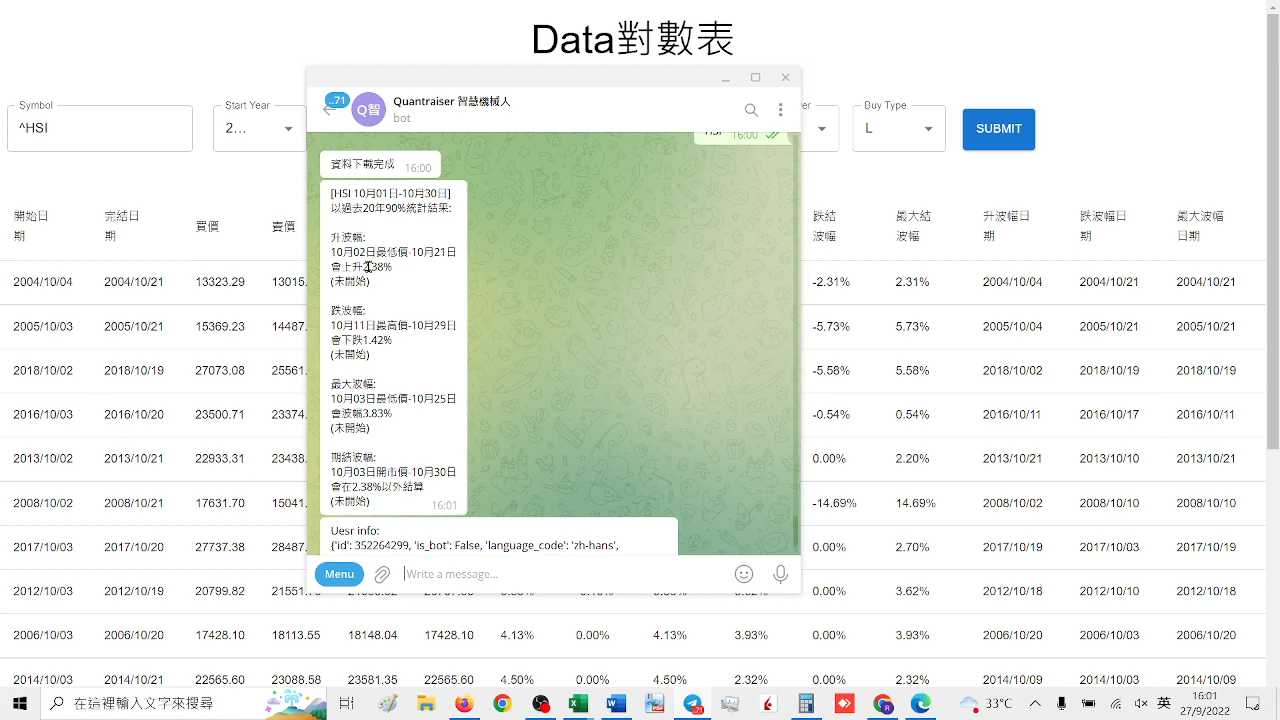 Data對數表
Symbol
^HSI
Start Year
2...
Buy Type
L
SUBMIT
開始日期
完結日期
買價
賣價
跌結波幅
最大結波幅
升波幅日期
跌波幅日期
最大波幅日期
2004/10/04 2004/10/21 13323.29 13015. -2.31% 2.31% 2004/10/04 2004/10/21 2004/10/21
2005/10/03 2005/10/21 15369.23 14487. -5.73% 5.73% 2005/10/04 2005/10/21 2005/10/21
2018/10/02 2018/10/19 27073.08 25561. -5.58% 5.58% 2018/10/02 2018/10/19 2018/10/19
2016/10/03 2016/10/20 23500.71 23374. -0.54% 0.54% 2016/10/11 2016/10/17 2016/10/11
2013/10/02 2013/10/21 22933.31 23438. 0.00% 2.20% 2013/10/21 2013/10/10 2013/10/21
2008/10/02 2008/10/21 17631.70 15041. -14.69% 14.69% 2008/10/02 2008/10/10 2008/10/10
2017/10/03 2017/10/20 27737.38 28487. 2017/10/19 2017/10/03 2017/10/19
2012/10/03 2012/10/19 20799.82 0.00% 3.62% 2012/10/18 2012/10/10 2012/10/18
2006/10/03 2006/10/20 17428.10 18113.55 18148.04 17428.10 4.13% 0.00% 4.13% 3.93% 0.00% 3.93% 2006/10/20 2006/10/03 2006/10/20
2014/10/02 2014/10/21 22565.60 23088.58 23581.35 22565.60 4.50% 0.00% 4.50% 2.32% 0.00% 2.32% 2014/10/09 2014/10/02 2014/10/09
..71
Q智
Quantraiser 智慧機械人
bot
16:00
資料下載完成 16:00
[HSI 10月01日-10月30日]
以過去20年90%統計結果:
升波幅:
10月02日最低價-10月21日
會上升2.38%
(未開始)
跌波幅:
10月11日最高價-10月29日
會下跌1.42%
(未開始)
最大波幅:
10月03日最低價-10月25日
會波幅3.83%
(未開始)
期結波幅:
10月03日開市價-10月30日
會在2.38%以外結算
(未開始)
16:01
Uesr info:
{'id': 352264299, 'is_bot': False, 'language_code': 'zh-hans',
Menu
Write a message...
在這裡輸入文字來搜尋
英
16:01
27/9/2022